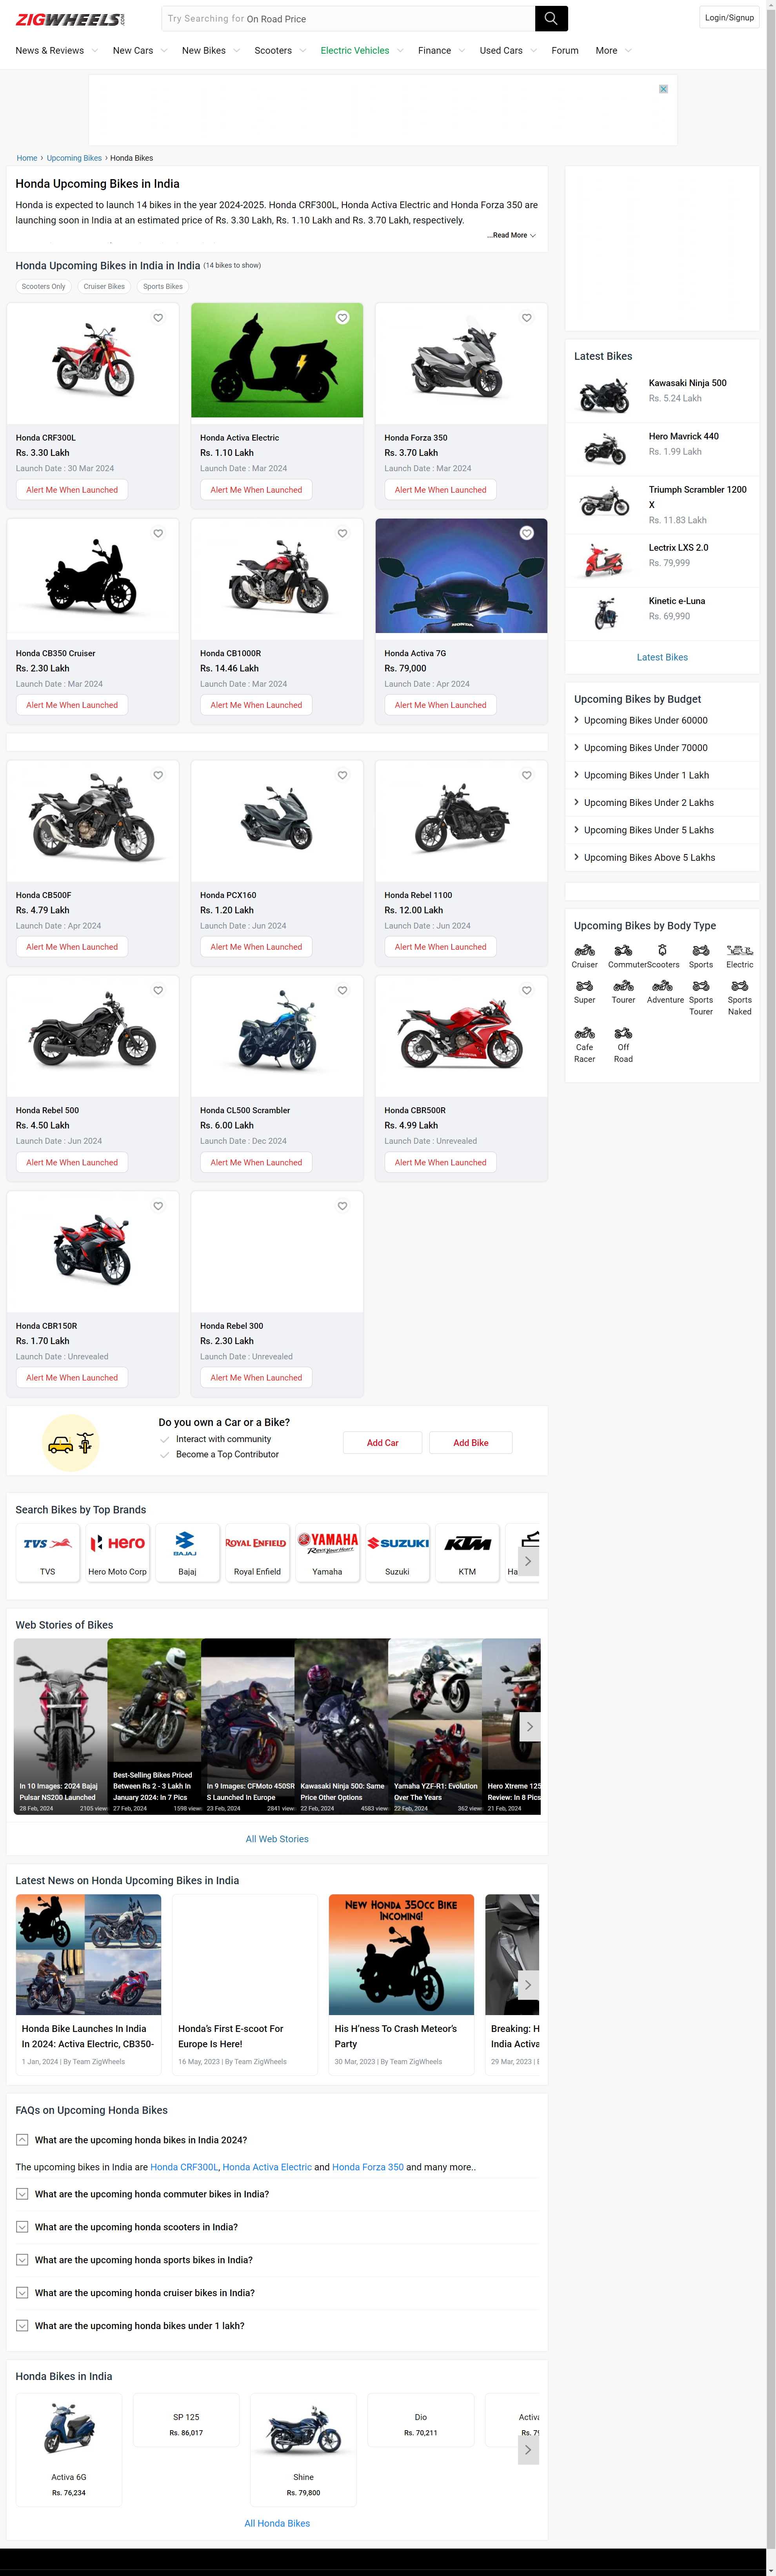 ZIGWHEELS.COM
Try Searching for On Road Price
Login/Signup
News & Reviews New Cars New Bikes Scooters Electric Vehicles Finance Used Cars Forum More
Home › Upcoming Bikes › Honda Bikes
Honda Upcoming Bikes in India
Honda is expected to launch 14 bikes in the year 2024-2025. Honda CRF300L, Honda Activa Electric and Honda Forza 350 are
launching soon in India at an estimated price of Rs. 3.30 Lakh, Rs. 1.10 Lakh and Rs. 3.70 Lakh, respectively.
...Read More
Honda Upcoming Bikes in India in India (14 bikes to show)
Scooters Only Cruiser Bikes Sports Bikes
Honda CRF300L
Rs. 3.30 Lakh
Launch Date : 30 Mar 2024
Alert Me When Launched
Honda Activa Electric
Rs. 1.10 Lakh
Launch Date : Mar 2024
Alert Me When Launched
Honda Forza 350
Rs. 3.70 Lakh
Launch Date : Mar 2024
Alert Me When Launched
Honda CB350 Cruiser
Rs. 2.30 Lakh
Launch Date : Mar 2024
Alert Me When Launched
Honda CB1000R
Rs. 14.46 Lakh
Launch Date : Mar 2024
Alert Me When Launched
HONDA
Honda Activa 7G
Rs. 79,000
Launch Date : Apr 2024
Alert Me When Launched
Honda CB500F
Rs. 4.79 Lakh
Launch Date : Apr 2024
Alert Me When Launched
Honda PCX160
Rs. 1.20 Lakh
Launch Date : Jun 2024
Alert Me When Launched
Honda Rebel 1100
Rs. 12.00 Lakh
Launch Date : Jun 2024
Alert Me When Launched
Honda Rebel 500
Rs. 4.50 Lakh
Launch Date : Jun 2024
Alert Me When Launched
Honda CL500 Scrambler
Rs. 6.00 Lakh
Launch Date : Dec 2024
Alert Me When Launched
Honda CBR500R
Rs. 4.99 Lakh
Launch Date : Unrevealed
Alert Me When Launched
Honda CBR150R
Rs. 1.70 Lakh
Launch Date : Unrevealed
Alert Me When Launched
Honda Rebel 300
Rs. 2.30 Lakh
Launch Date : Unrevealed
Alert Me When Launched
Latest Bikes
Kawasaki Ninja 500
Rs. 5.24 Lakh
Hero Mavrick 440
Rs. 1.99 Lakh
Triumph Scrambler 1200
X
Rs. 11.83 Lakh
Lectrix LXS 2.0
Rs. 79,999
Kinetic e-Luna
Rs. 69,990
Latest Bikes
Upcoming Bikes by Budget
Upcoming Bikes Under 60000
Upcoming Bikes Under 70000
Upcoming Bikes Under 1 Lakh
Upcoming Bikes Under 2 Lakhs
Upcoming Bikes Under 5 Lakhs
Upcoming Bikes Above 5 Lakhs
Upcoming Bikes by Body Type
Cruiser Commuter Scooters Sports Electric
Super Tourer Adventure Sports Tourer Sports Naked
Cafe Racer Off Road
Do you own a Car or a Bike?
Interact with community
Become a Top Contributor
Add Car Add Bike
Search Bikes by Top Brands
TVS
TVS
Hero
Hero Moto Corp
BAJAJ
Bajaj
ROYAL ENFIELD
Royal Enfield
YAMAHA
Revs Your Heart
Yamaha
SUZUKI
Suzuki
KTM
KTM
Ha
Web Stories of Bikes
In 10 Images: 2024 Bajaj
Pulsar NS200 Launched
28 Feb, 2024 2105 views
Best-Selling Bikes Priced
Between Rs 2 - 3 Lakh In
January 2024: In 7 Pics
27 Feb, 2024 1598 views
In 9 Images: CFMoto 450SR
S Launched In Europe
23 Feb, 2024 2841 views
Kawasaki Ninja 500: Same
Price Other Options
22 Feb, 2024 4583 views
Yamaha YZF-R1: Evolution
Over The Years
22 Feb, 2024 362 views
Hero Xtreme 125
Review: In 8 Pics
21 Feb, 2024
All Web Stories
Latest News on Honda Upcoming Bikes in India
Honda Bike Launches In India
In 2024: Activa Electric, CB350-
1 Jan, 2024 | By Team ZigWheels
Honda's First E-scoot For
Europe Is Here!
16 May, 2023 | By Team ZigWheels
New Honda 350cc Bike
Incoming!
His H'ness To Crash Meteor's
Party
30 Mar, 2023 | By Team ZigWheels
Breaking: H
India Activa
29 Mar, 2023 |
FAQs on Upcoming Honda Bikes
What are the upcoming honda bikes in India 2024?
The upcoming bikes in India are Honda CRF300L, Honda Activa Electric and Honda Forza 350 and many more..
What are the upcoming honda commuter bikes in India?
What are the upcoming honda scooters in India?
What are the upcoming honda sports bikes in India?
What are the upcoming honda cruiser bikes in India?
What are the upcoming honda bikes under 1 lakh?
Honda Bikes in India
Activa 6G
Rs. 76,234
SP 125
Rs. 86,017
Shine
Rs. 79,800
Dio
Rs. 70,211
Activa
Rs. 7
All Honda Bikes